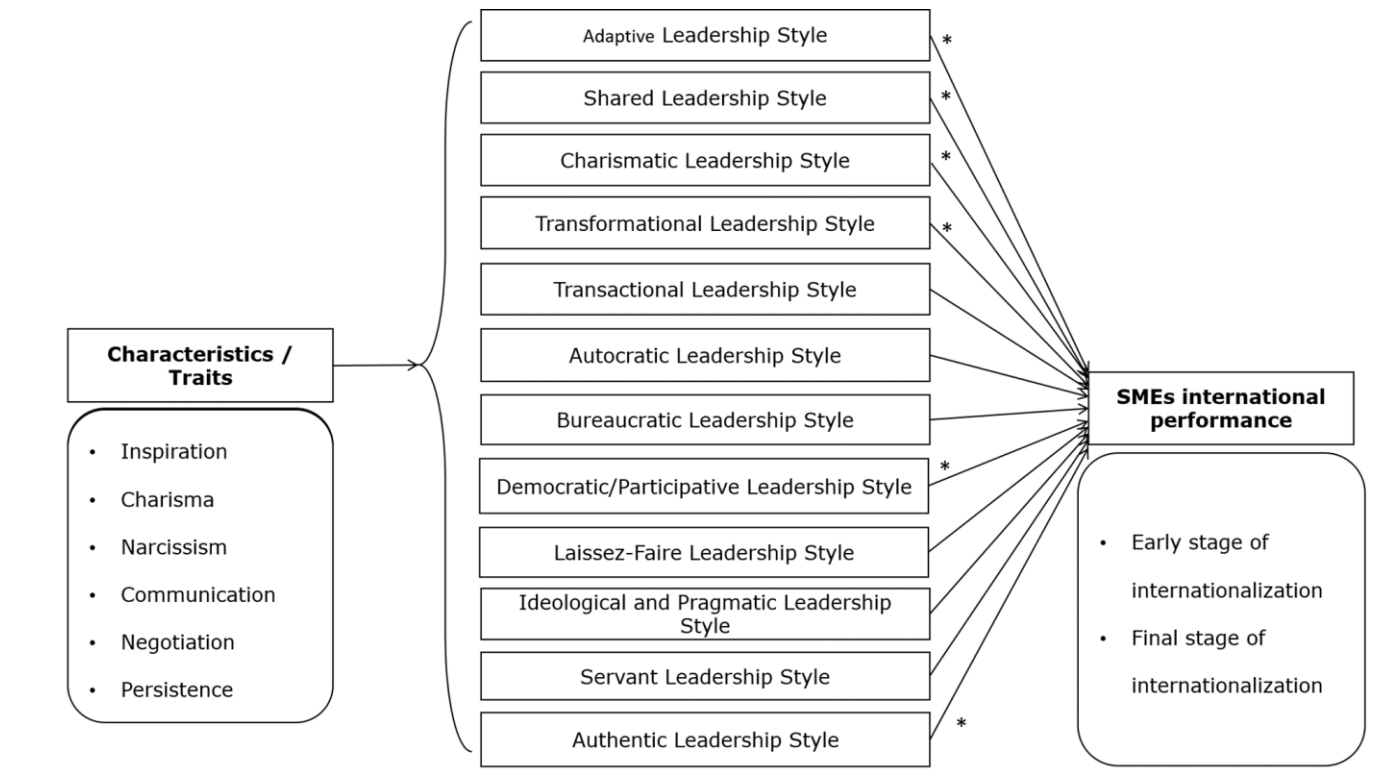 Characteristics /
Traits
• Inspiration
• Charisma
• Narcissism
• Communication
• Negotiation
• Persistence
Adaptive Leadership Style
*
Shared Leadership Style
*
Charismatic Leadership Style
*
Transformational Leadership Style
*
Transactional Leadership Style
Autocratic Leadership Style
Bureaucratic Leadership Style
Democratic/Participative Leadership Style
*
Laissez-Faire Leadership Style
Ideological and Pragmatic Leadership
Style
Servant Leadership Style
Authentic Leadership Style
*
SMEs international
performance
• Early stage of
internationalization
• Final stage of
internationalization